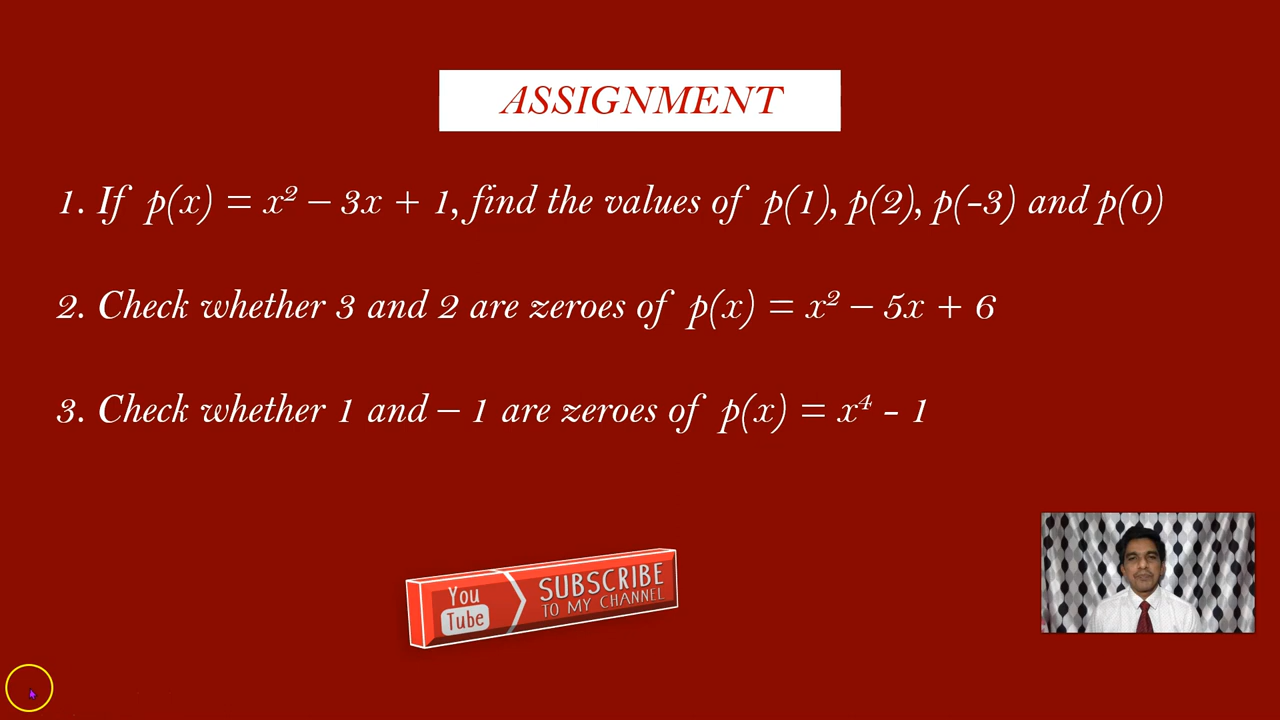 ASSIGNMENT
1. If p(x) = x² – 3x + 1, find the values of p(1), p(2), p(-3) and p(0)
2. Check whether 3 and 2 are zeroes of p(x) = x² – 5x + 6
3. Check whether 1 and – 1 are zeroes of p(x) = x⁴ - 1
You
Tube
SUBSCRIBE
TO MY CHANNEL